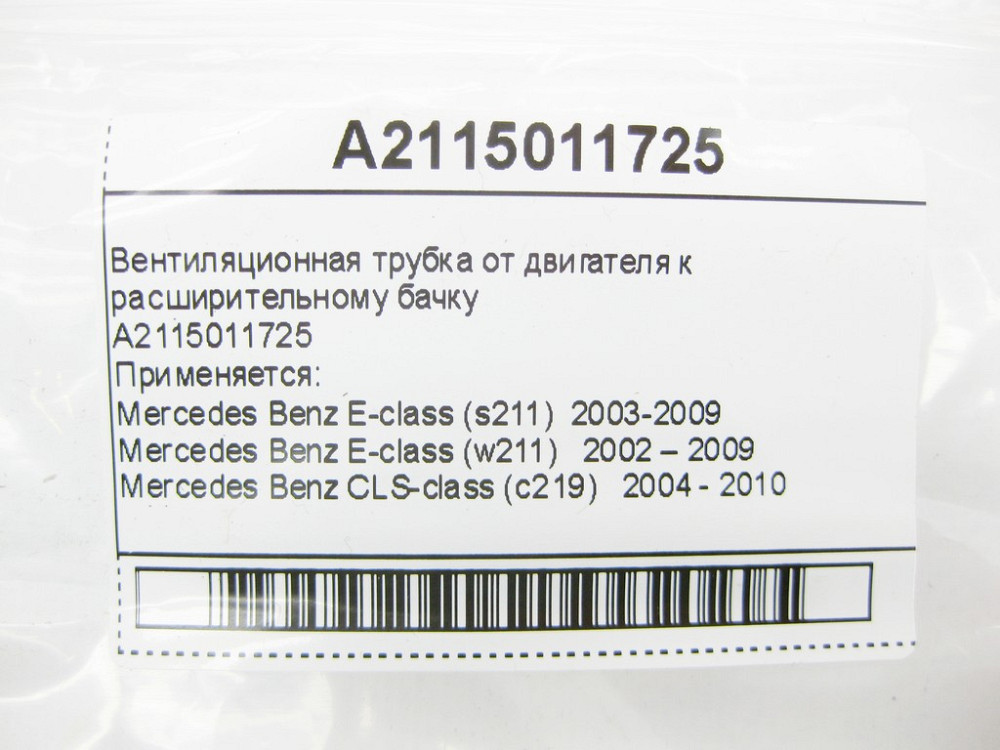 A2115011725
Вентиляционная трубка от двигателя к
расширительному бачку
A2115011725
Применяется:
Mercedes Benz E-class (s211) 2003-2009
Mercedes Benz E-class (w211) 2002 – 2009
Mercedes Benz CLS-class (c219) 2004 - 2010